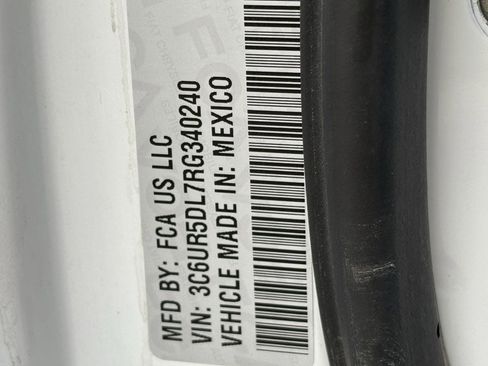 MFD BY: FCA US LLC
VIN: 3C6UR5DL7RG340240
VEHICLE MADE IN: MEXICO